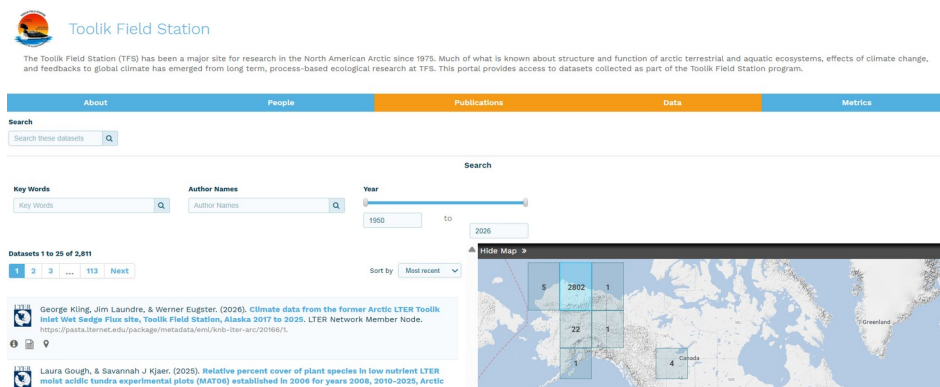 Toolik Field Station
The Toolik Field Station (TFS) has been a major site for research in the North American Arctic since 1975. Much of what is known about structure and function of arctic terrestrial and aquatic ecosystems, effects of climate change,
and feedbacks to global climate has emerged from long term, process-based ecological research at TFS. This portal provides access to datasets collected as part of the Toolik Field Station program.
About People Publications Data Metrics
Search
Search these datasets
Search
Key Words Author Names Year
Key Words Author Names
1950 to 2026
Datasets 1 to 25 of 2,811
Hide Map »
1 2 3 ... 113 Next
Sort by Most recent
LTER
George Kling, Jim Laundre, & Werner Eugster. (2026). Climate data from the former Arctic LTER Toolik
Inlet Wet Sedge Flux site, Toolik Field Station, Alaska 2017 to 2025. LTER Network Member Node.
https://pasta.lternet.edu/package/metadata/eml/knb-lter-arc/20166/1.
LTER
Laura Gough, & Savannah J Kjaer. (2025). Relative percent cover of plant species in low nutrient LTER
moist acidic tundra experimental plots (MAT06) established in 2006 for years 2008, 2010-2025, Arctic
5 2802 1
22 1
1 4
Greenland
Canada